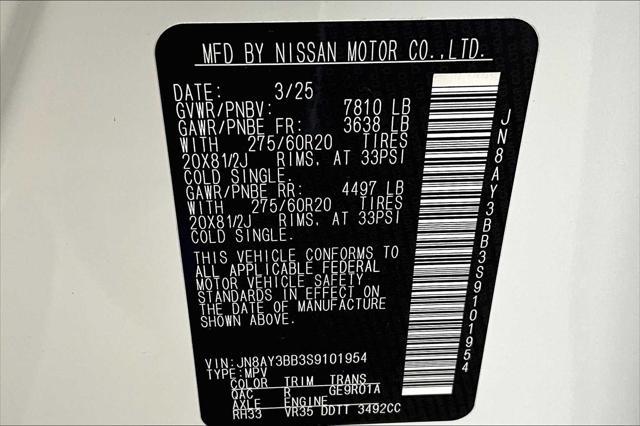 MFD BY NISSAN MOTOR CO.,LTD.
DATE: 3/25
GVWR/PNBV: 7810 LB
GAWR/PNBE FR: 3638 LB
WITH 275/60R20 TIRES
20X81/2J RIMS, AT 33PSI
COLD SINGLE.
GAWR/PNBE RR: 4497 LB
WITH 275/60R20 TIRES
20X81/2J RIMS, AT 33PSI
COLD SINGLE.
THIS VEHICLE CONFORMS TO
ALL APPLICABLE FEDERAL
MOTOR VEHICLE SAFETY
STANDARDS IN EFFECT ON
THE DATE OF MANUFACTURE
SHOWN ABOVE.
VIN:JN8AY3BB3S9101954
TYPE:MPV
COLOR TRIM TRANS
QAC R GE9R01A
AXLE ENGINE
RH33 VR35 DDTT 3492CC
JN8AY3BB3S9101954